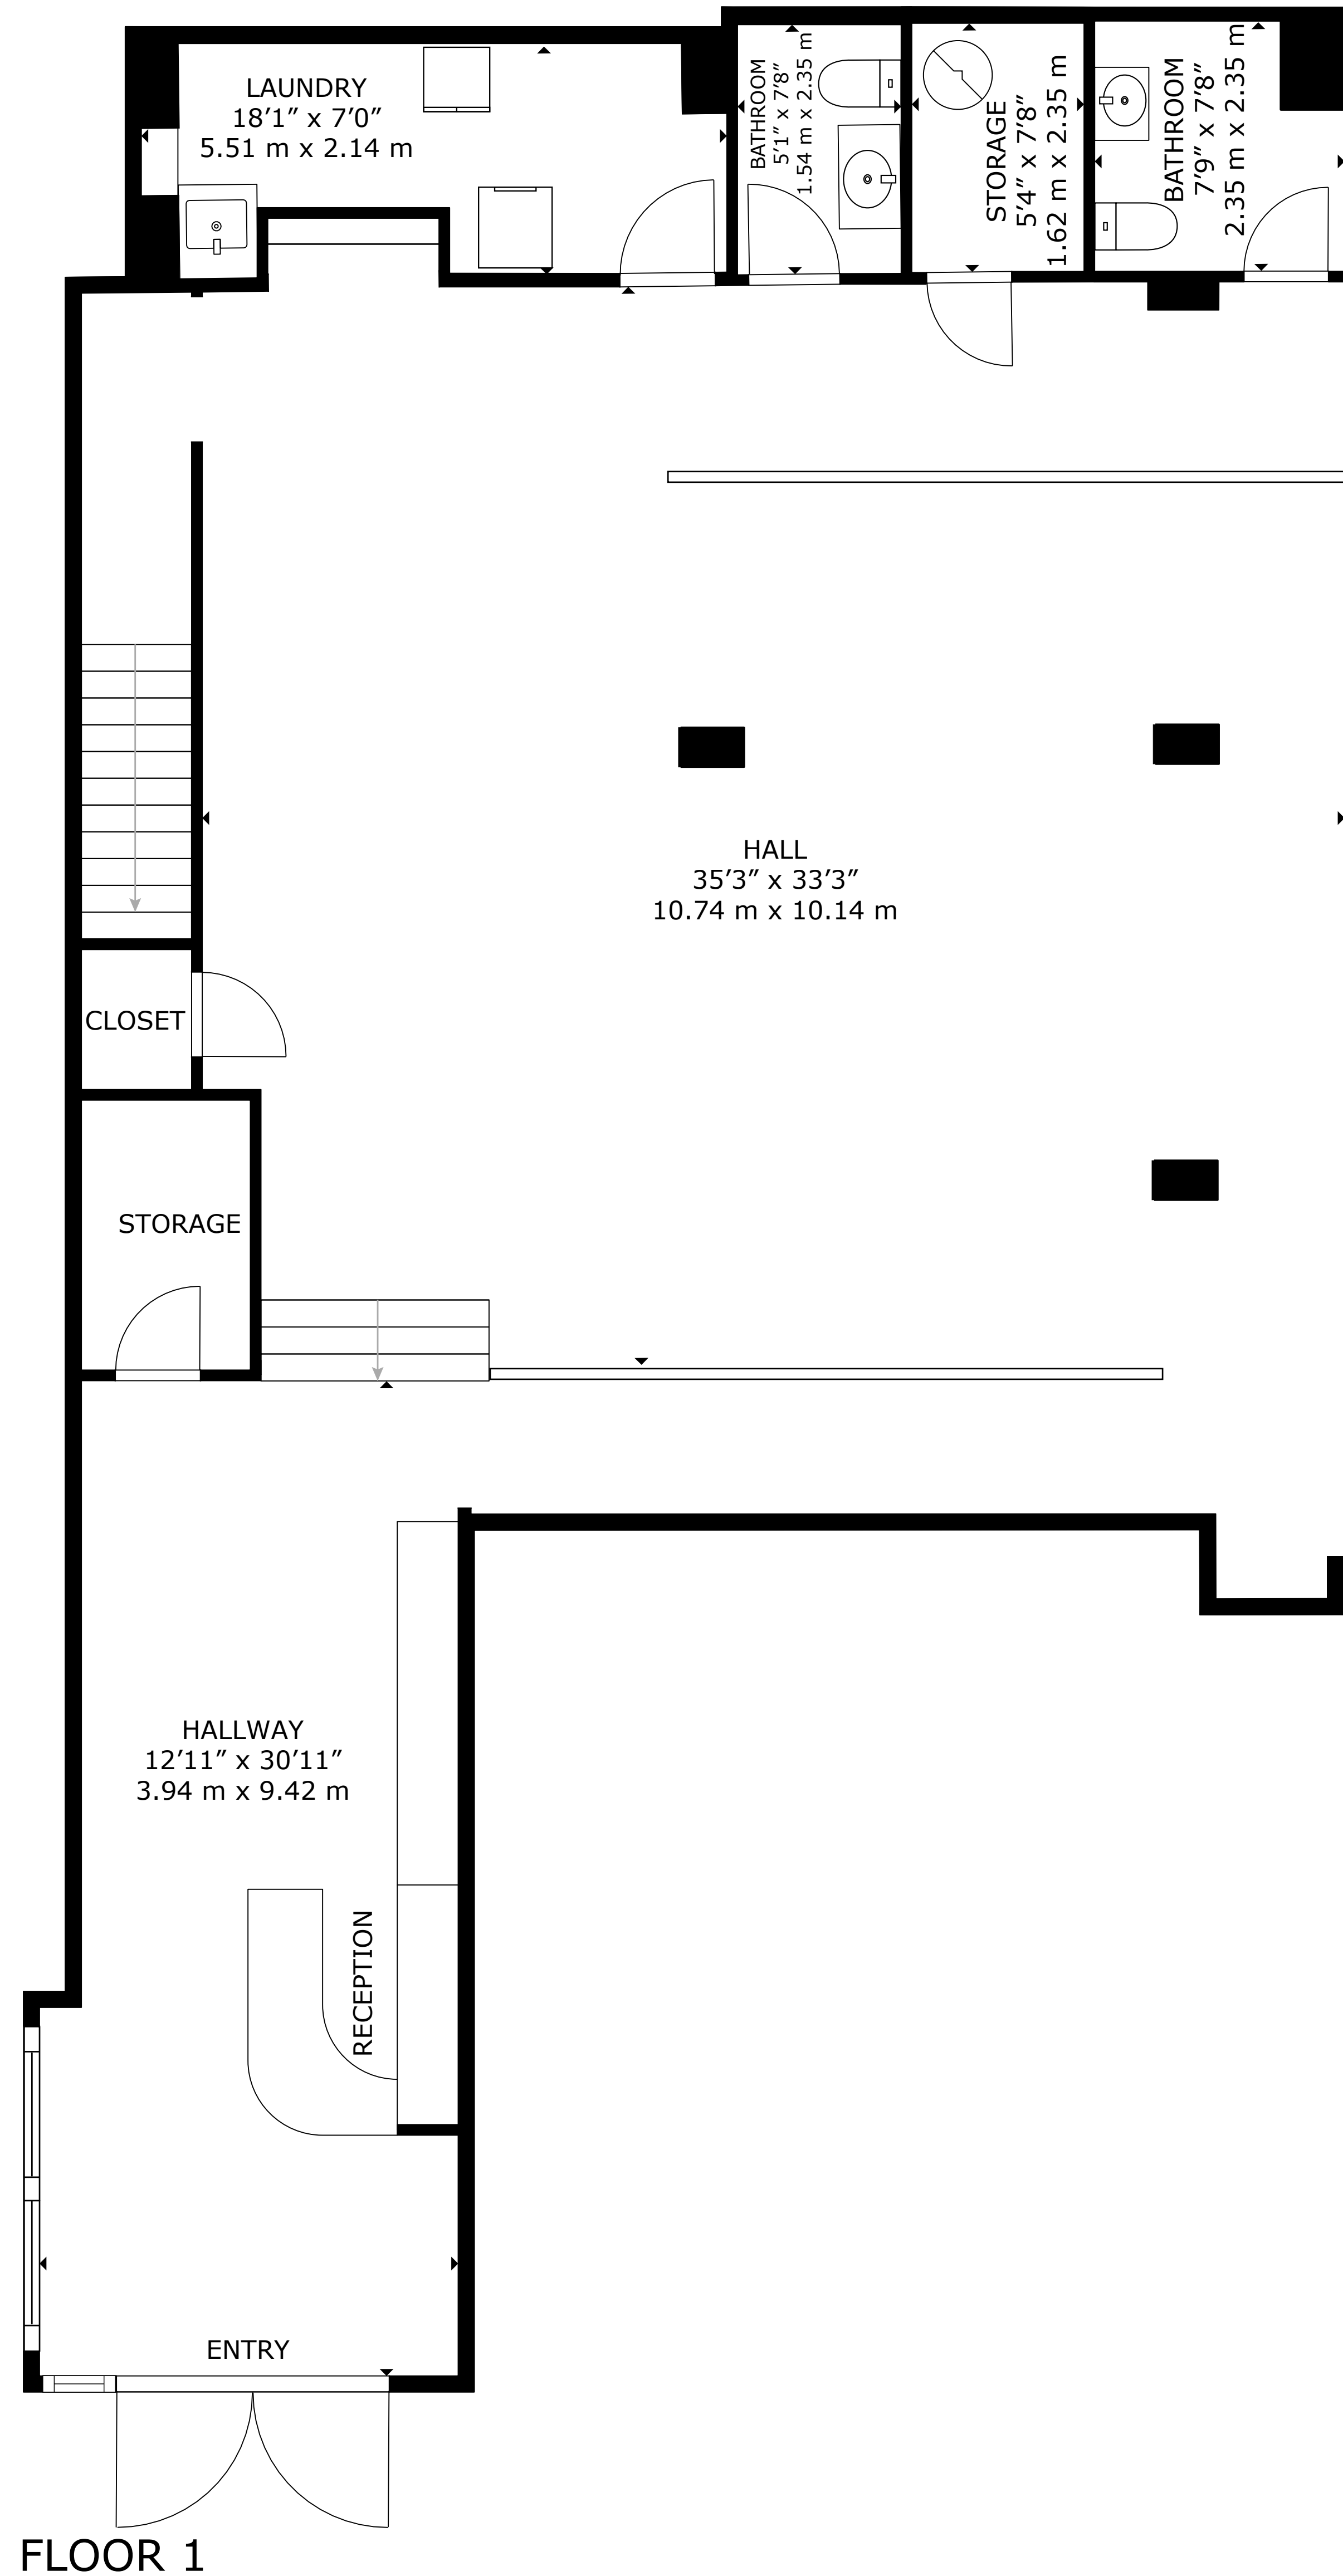 LAUNDRY
18′1″ x 7′0″
5.51 m x 2.14 m
BATHROOM
5′1″ x 7′8″
1.54 m x 2.35 m
STORAGE
5′4″ x 7′8″
1.62 m x 2.35 m
BATHROOM
7′9″ x 7′8″
2.35 m x 2.35 m
HALL
35′3″ x 33′3″
10.74 m x 10.14 m
CLOSET
STORAGE
HALLWAY
12′11″ x 30′11″
3.94 m x 9.42 m
RECEPTION
ENTRY
FLOOR 1